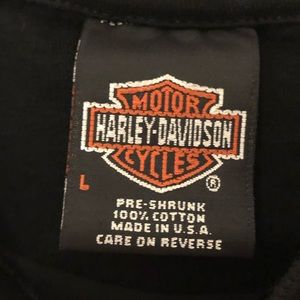 MOTOR
HARLEY-DAVIDSON
CYCLES
®
L
PRE-SHRUNK
100% COTTON
MADE IN U.S.A.
CARE ON REVERSE